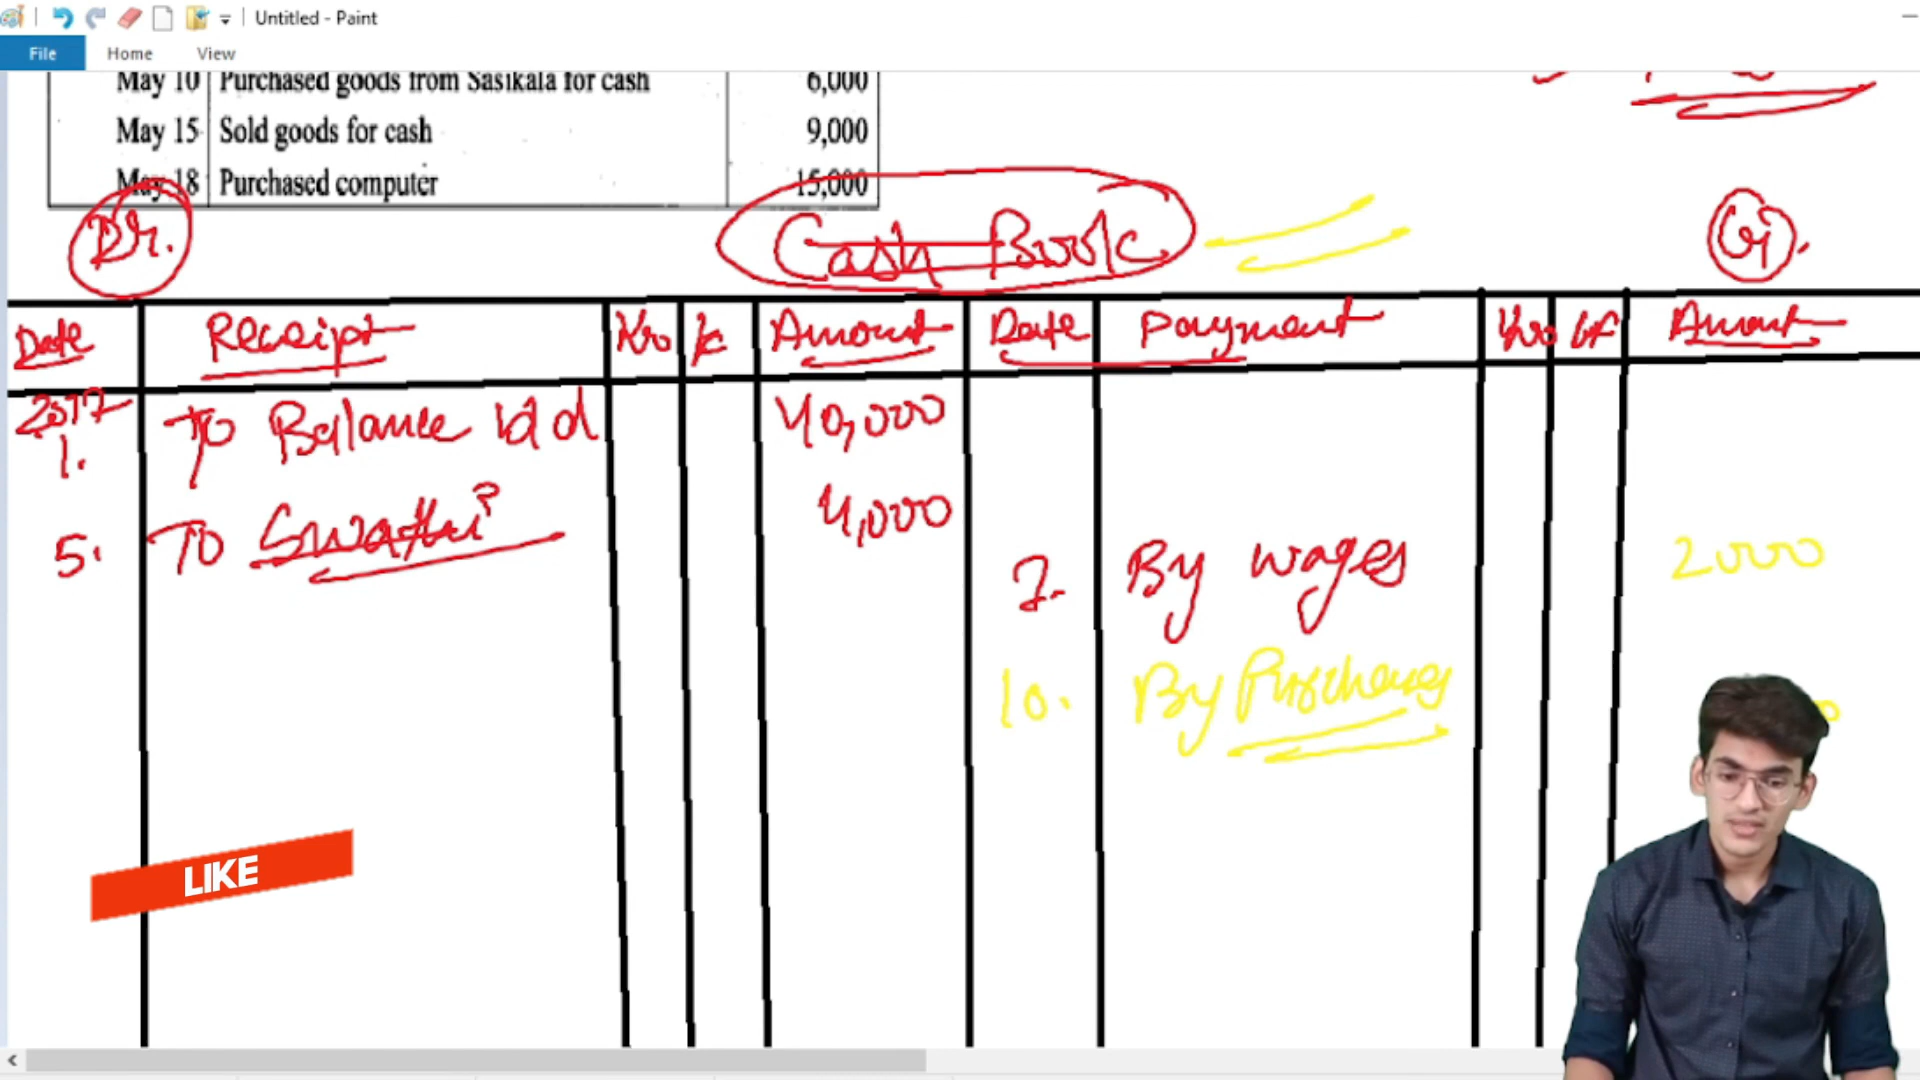 Untitled - Paint
File Home View
May 10 Purchased goods from Sasikala for cash 6,000
May 15 Sold goods for cash 9,000
May 18 Purchased computer 15,000
Dr. Cash Book Cr.
Date Receipt Amount Date Payment Amount
2017
1. To Balance b/d 40,000
5. To Swathi 4,000
7. By wages 2000
10. By Purchases
LIKE